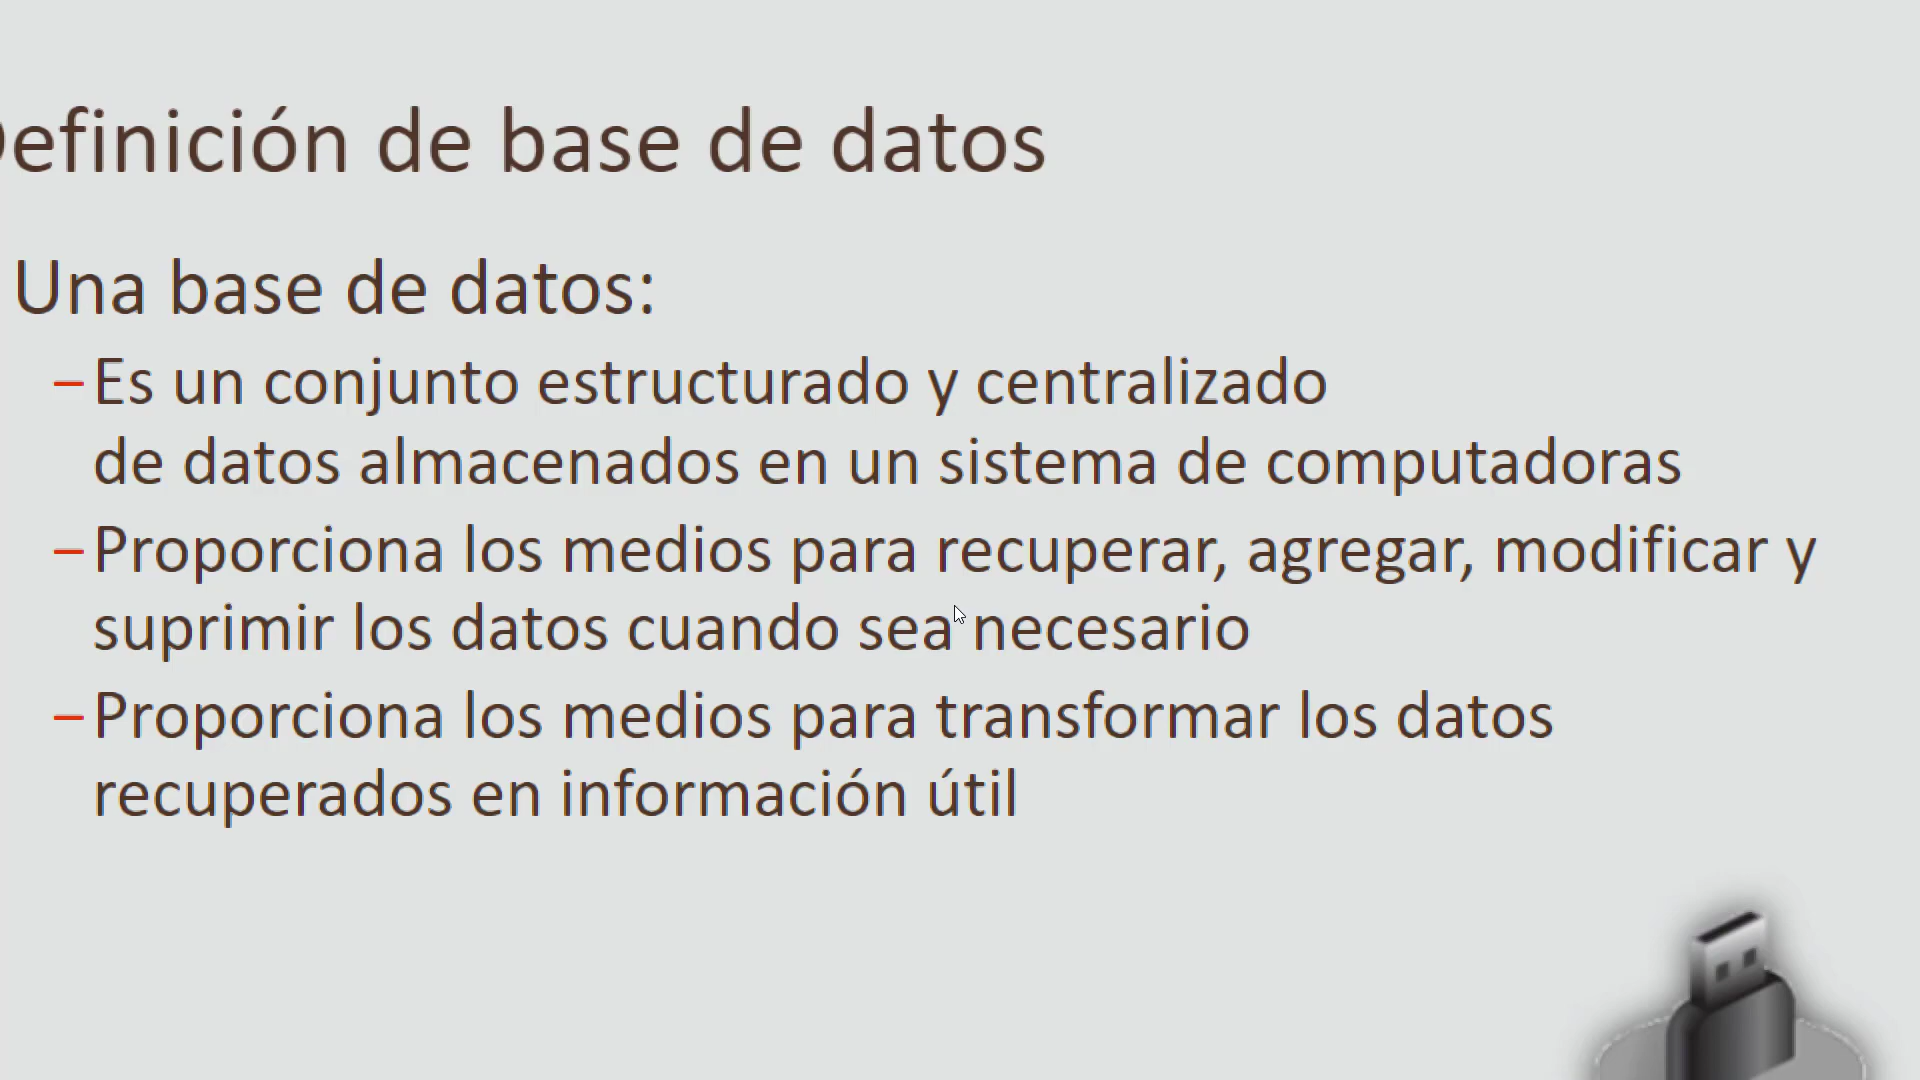 Definición de base de datos
Una base de datos:
–Es un conjunto estructurado y centralizado
de datos almacenados en un sistema de computadoras
–Proporciona los medios para recuperar, agregar, modificar y
suprimir los datos cuando sea necesario
–Proporciona los medios para transformar los datos
recuperados en información útil